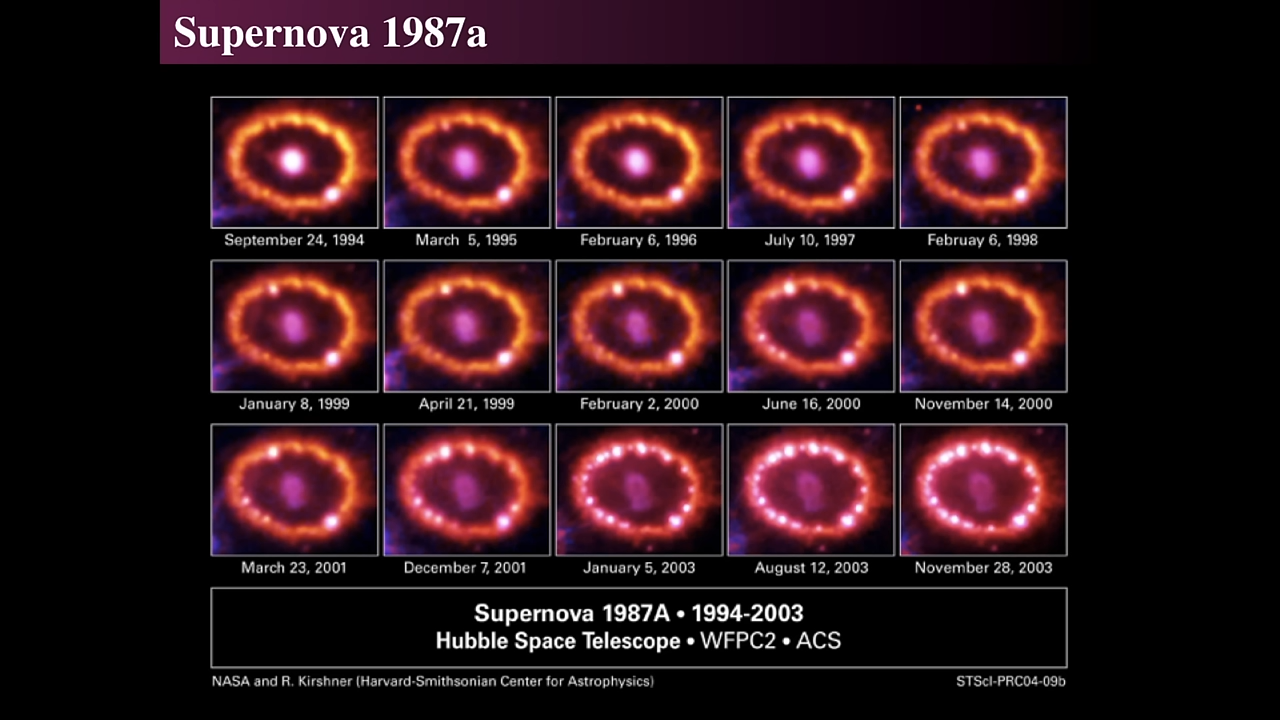 Supernova 1987a
September 24, 1994
March 5, 1995
February 6, 1996
July 10, 1997
Februay 6, 1998
January 8, 1999
April 21, 1999
February 2, 2000
June 16, 2000
November 14, 2000
March 23, 2001
December 7, 2001
January 5, 2003
August 12, 2003
November 28, 2003
Supernova 1987A • 1994-2003
Hubble Space Telescope • WFPC2 • ACS
NASA and R. Kirshner (Harvard-Smithsonian Center for Astrophysics)
STScI-PRC04-09b